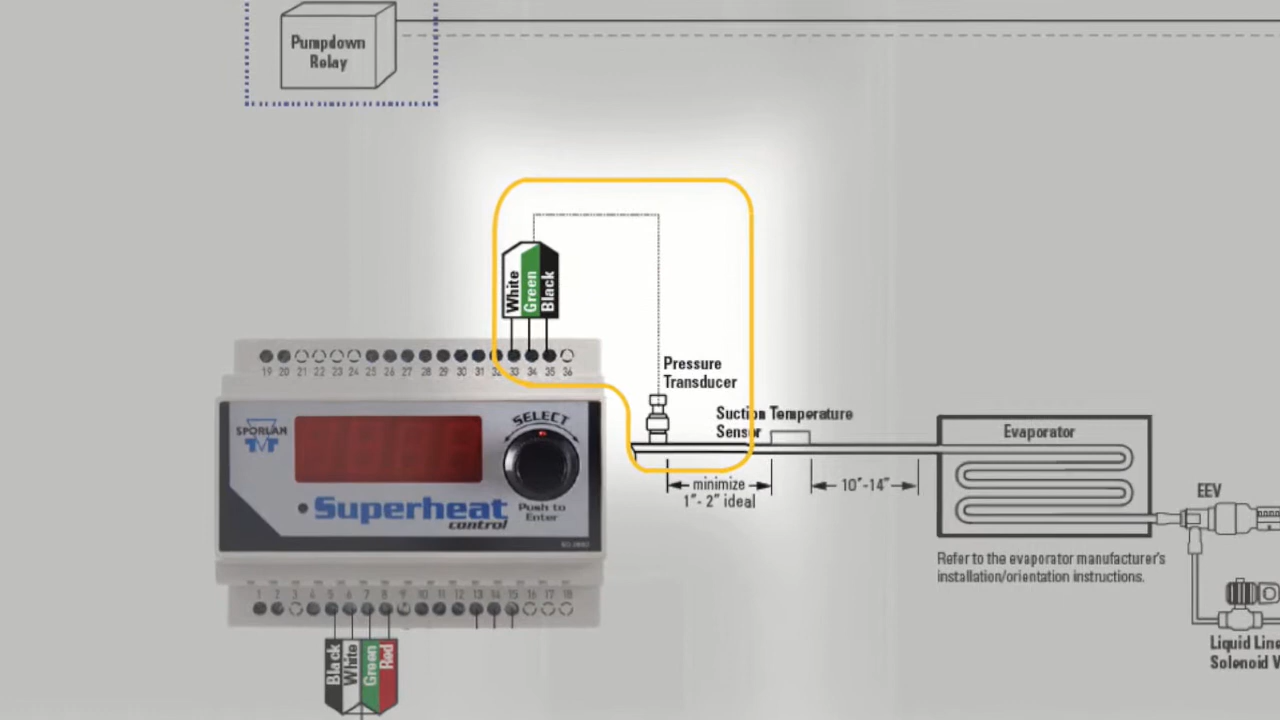 Pumpdown
Relay
White
Green
Black
19 20 21 22 23 24 25 26 27 28 29 30 31 32 33 34 35 36
Pressure
Transducer
Suction Temperature
Sensor
SPORLAN
SELECT
Superheat
control
Push to
Enter
minimize
1"- 2" ideal
10"-14"
Evaporator
EEV
Refer to the evaporator manufacturer's
installation/orientation instructions.
1 2 3 4 5 6 7 8 9 10 11 12 13 14 15 16 17 18
Black
White
Green
Red
Liquid Line
Solenoid V